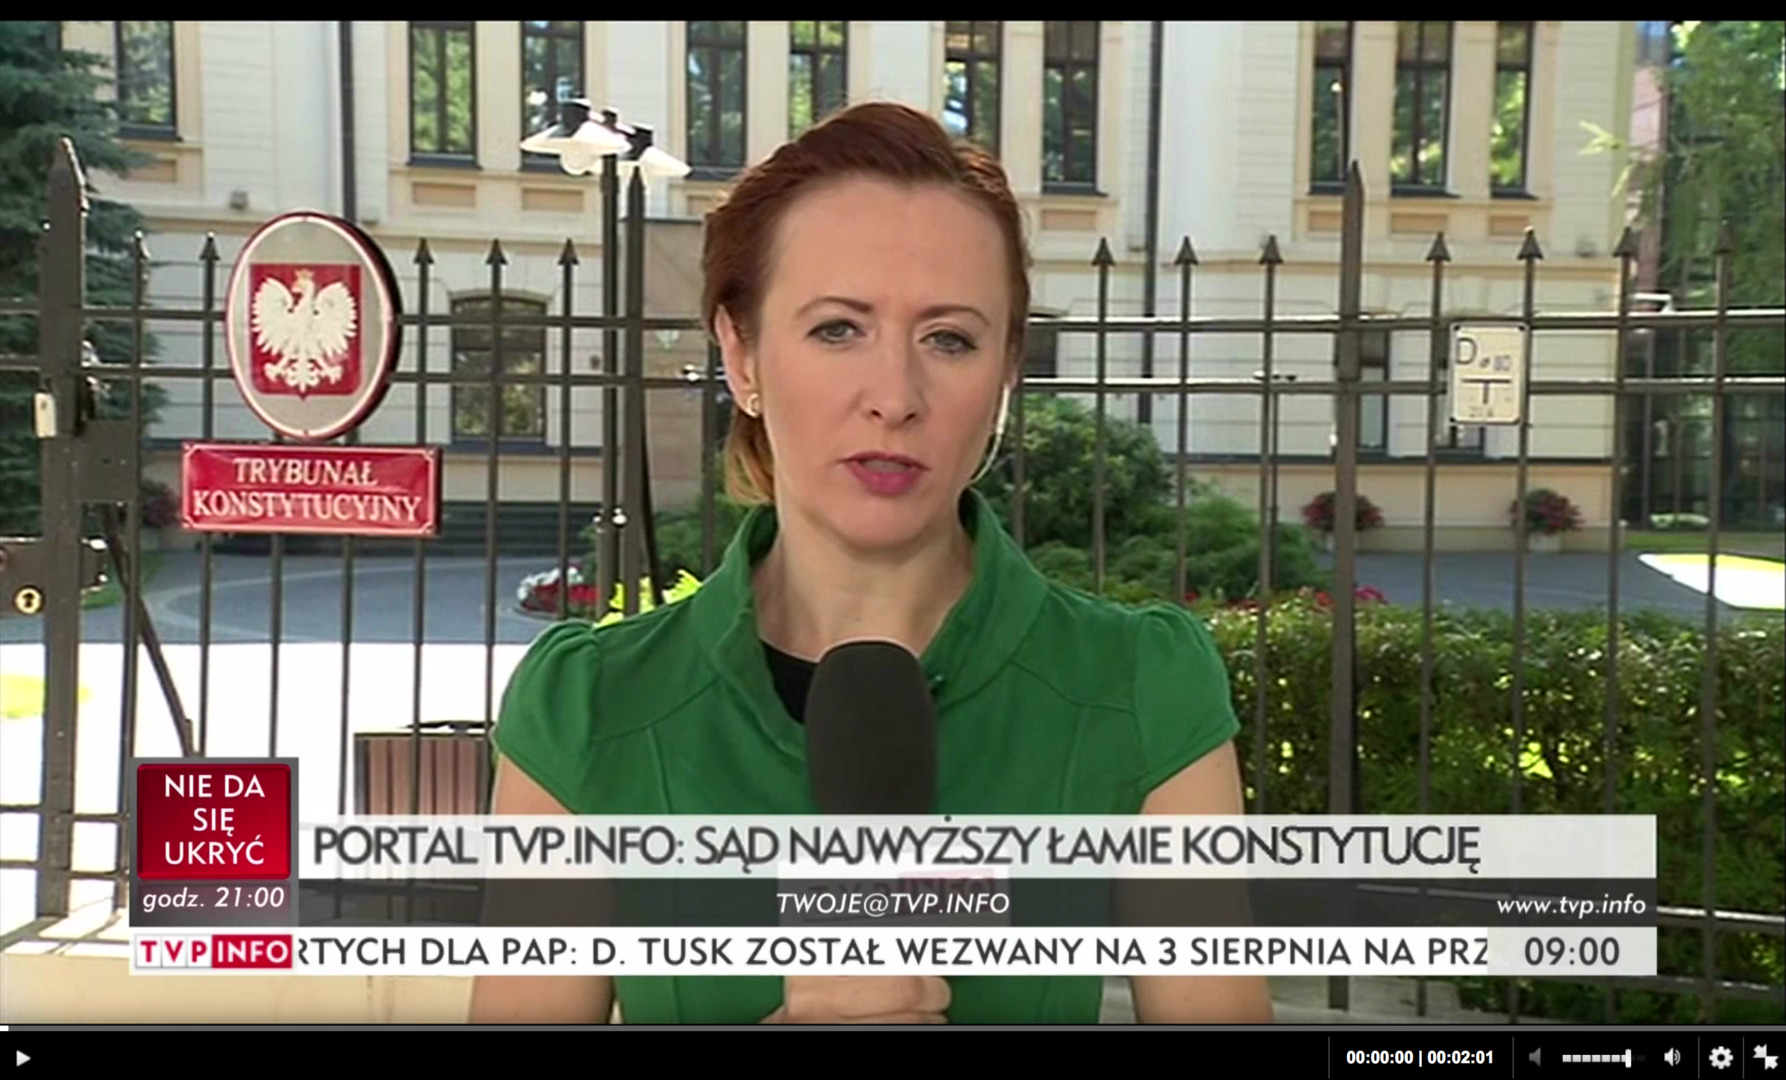 TRYBUNAŁ
KONSTYTUCYJNY
D
80
T
NIE DA
SIĘ
UKRYĆ
godz. 21:00
PORTAL TVP.INFO: SĄD NAJWYŻSZY ŁAMIE KONSTYTUCJĘ
TWOJE@TVP.INFO
www.tvp.info
TVP INFO
RTYCH DLA PAP: D. TUSK ZOSTAŁ WEZWANY NA 3 SIERPNIA NA PRZ
09:00
00:00:00 | 00:02:01